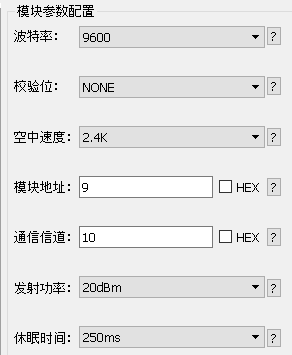 模块参数配置
波特率: 9600 ?
校验位: NONE ?
空中速度: 2.4K ?
模块地址: 9 HEX ?
通信信道: 10 HEX ?
发射功率: 20dBm ?
休眠时间: 250ms ?